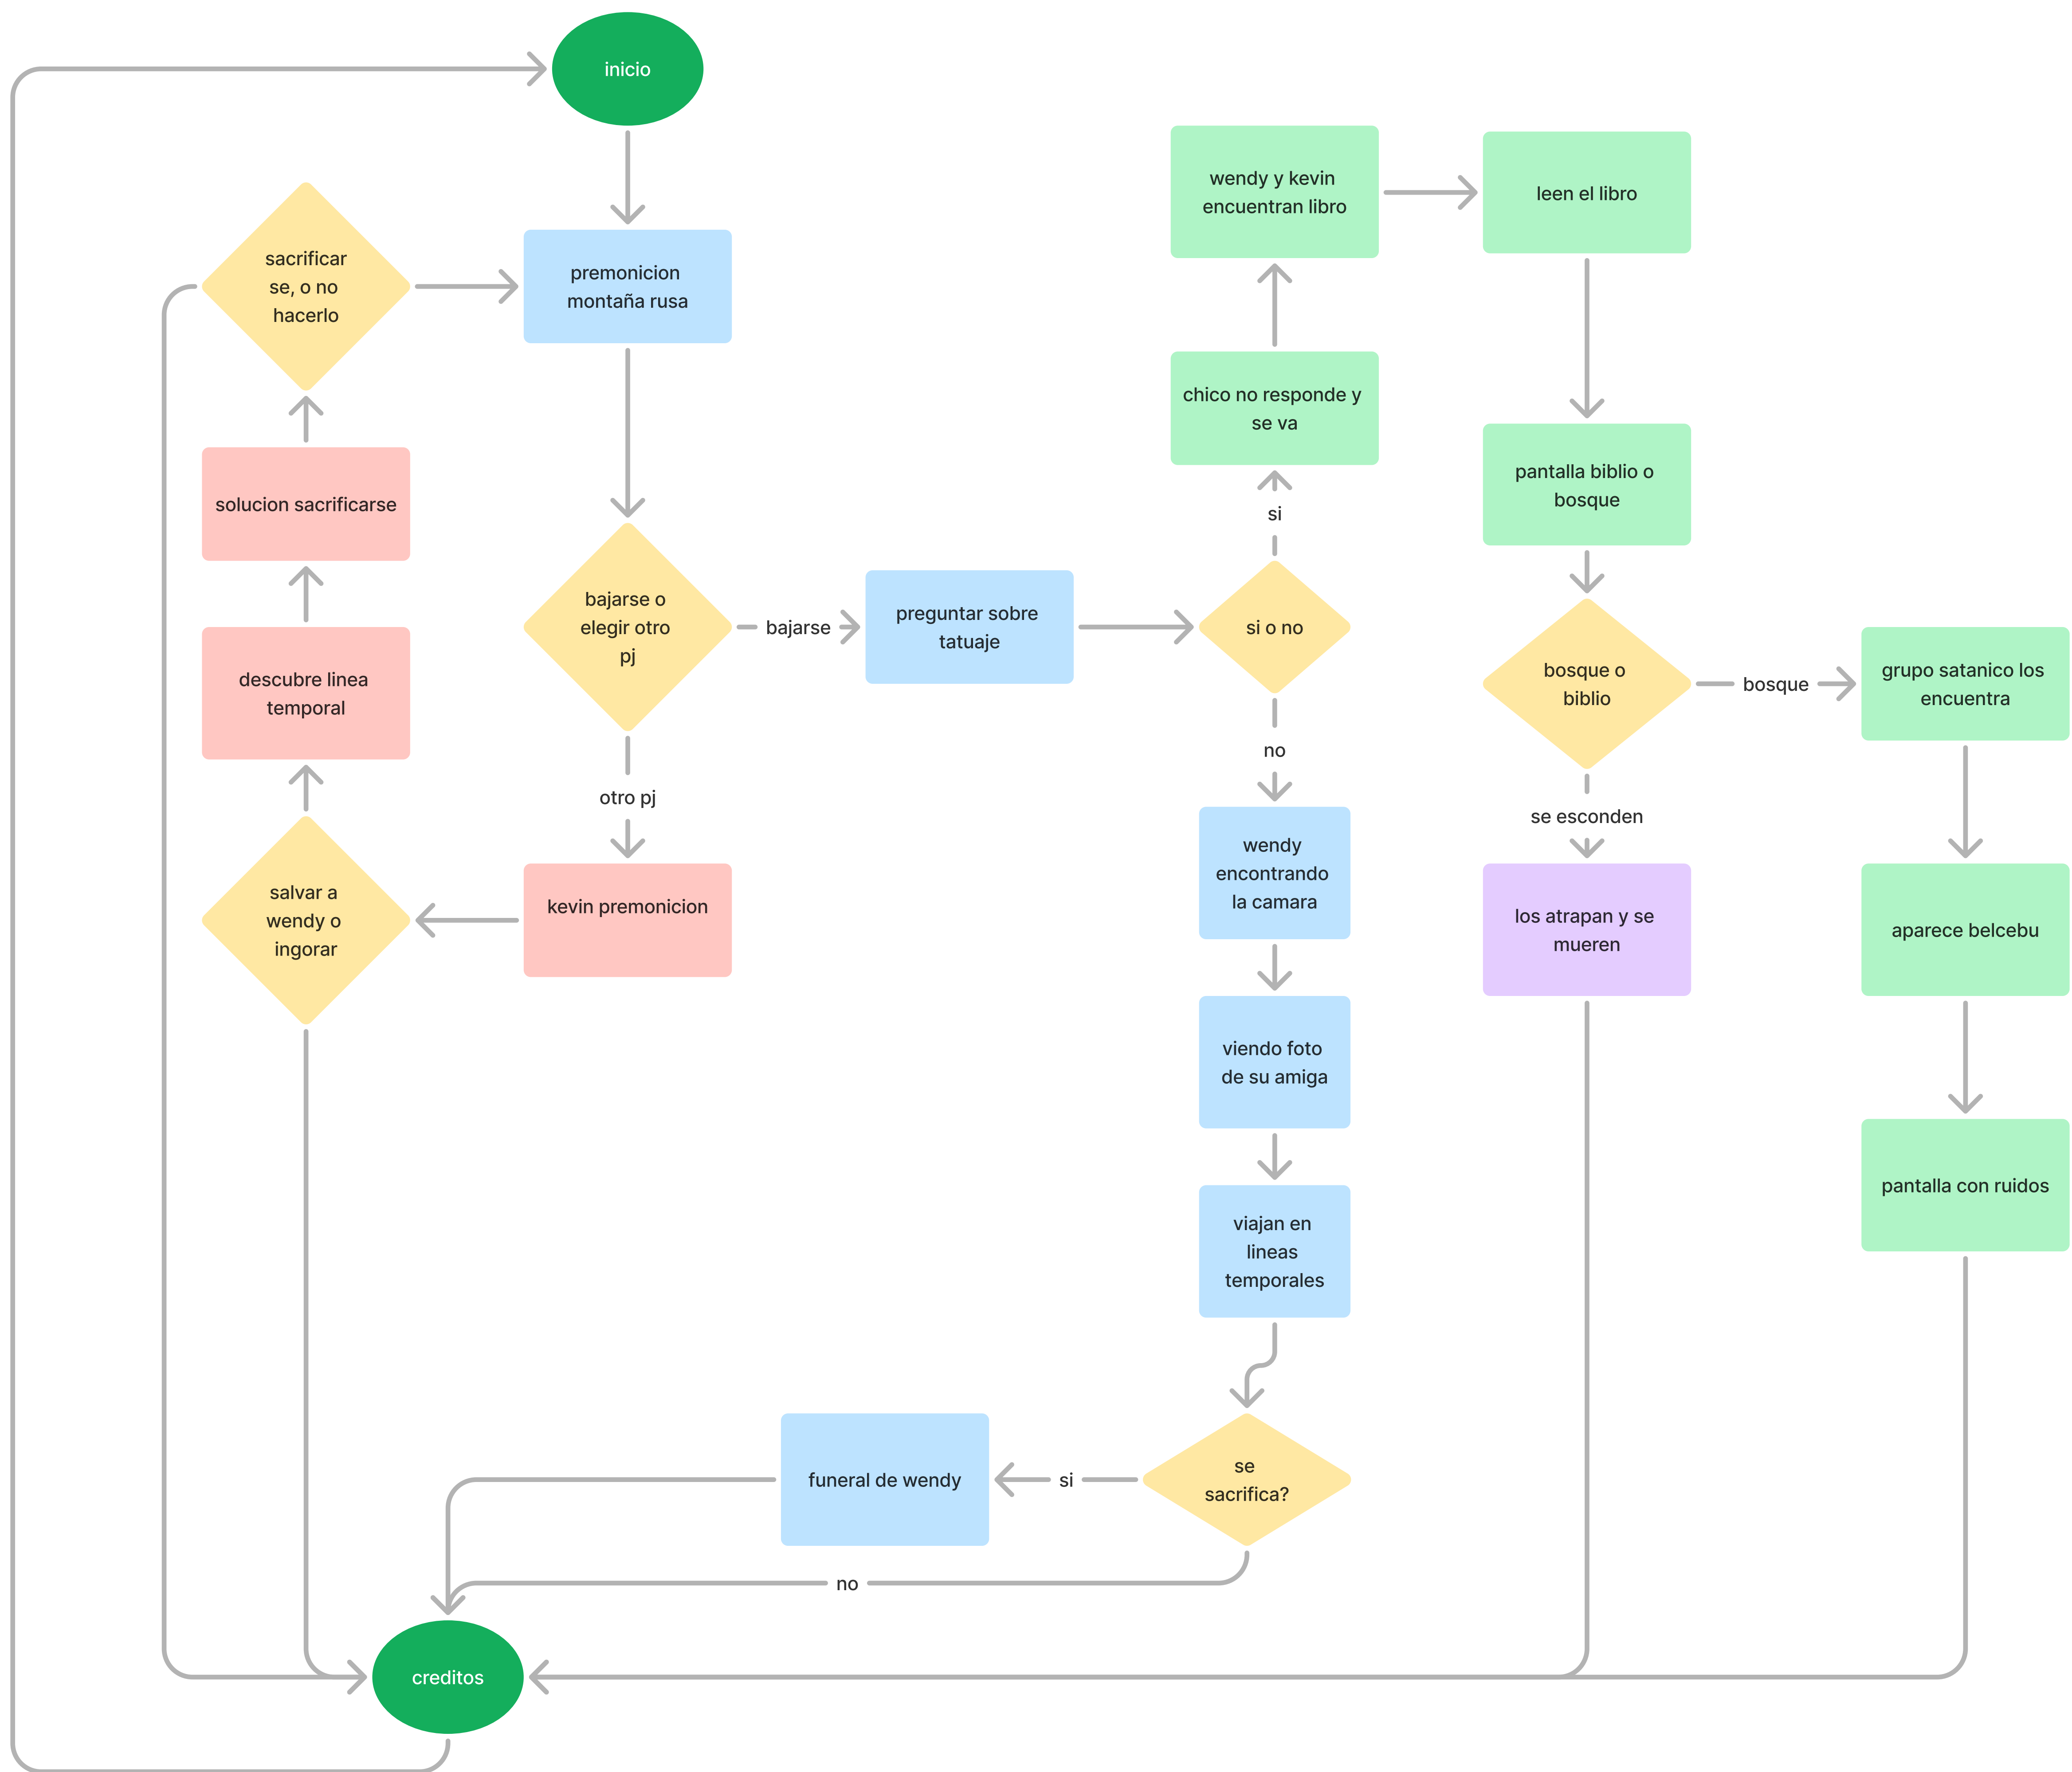 inicio
premonicion
montaña rusa
sacrificar
se, o no
hacerlo
solucion sacrificarse
descubre linea
temporal
salvar a
wendy o
ingorar
bajarse o
elegir otro
pj
otro pj
kevin premonicion
bajarse
preguntar sobre
tatuaje
si o no
si
chico no responde y
se va
wendy y kevin
encuentran libro
leen el libro
pantalla biblio o
bosque
bosque o
biblio
bosque
grupo satanico los
encuentra
aparece belcebu
pantalla con ruidos
se esconden
los atrapan y se
mueren
no
wendy
encontrando
la camara
viendo foto
de su amiga
viajan en
lineas
temporales
se
sacrifica?
si
funeral de wendy
no
creditos